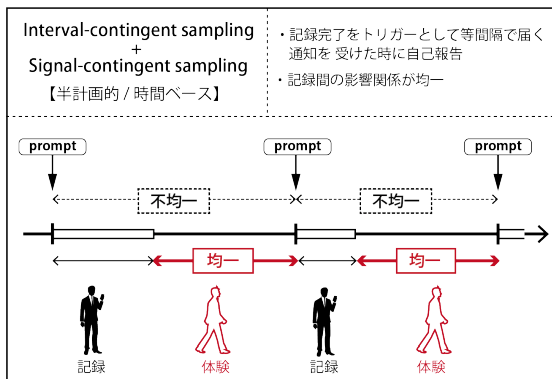 Interval-contingent sampling
+
Signal-contingent sampling
【半計画的 / 時間ベース】
・記録完了をトリガーとして等間隔で届く
通知を 受けた時に自己報告
・記録間の影響関係が均一
prompt prompt prompt
不均一 不均一
均一 均一
記録 体験 記録 体験